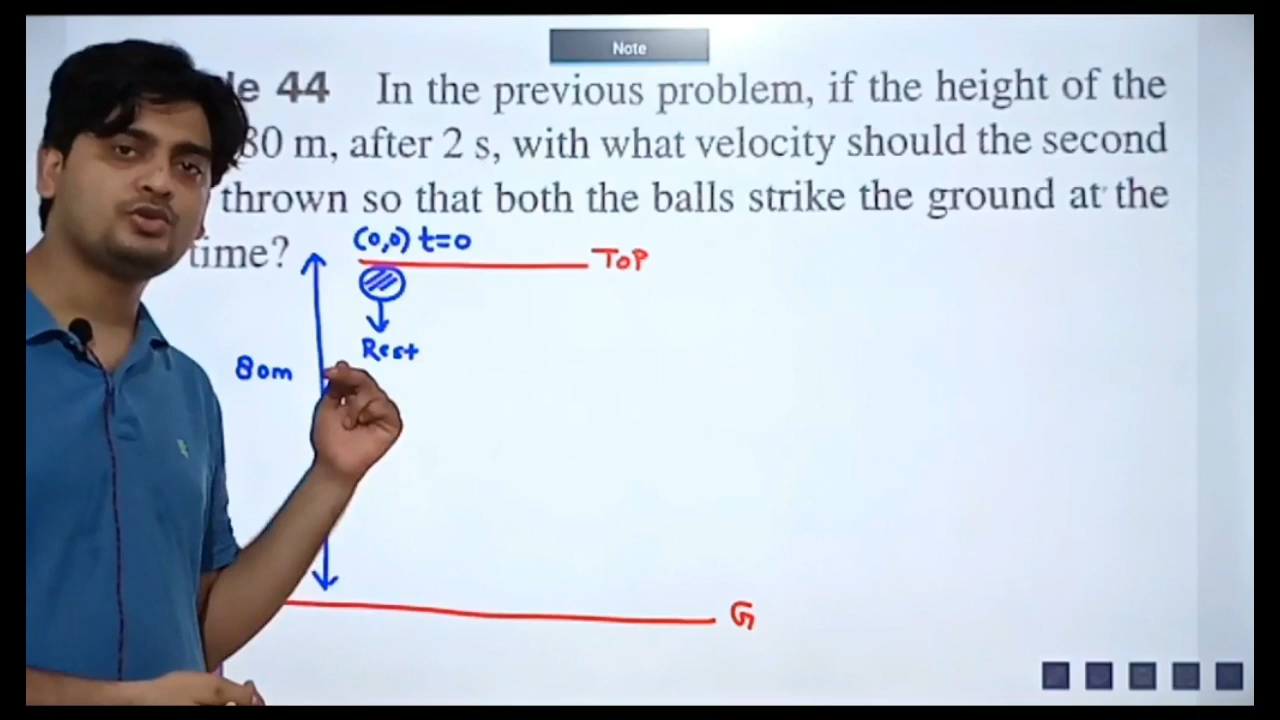 Note
e 44 In the previous problem, if the height of the
80 m, after 2 s, with what velocity should the second
thrown so that both the balls strike the ground at the
time?
(0,0) t=0
TOP
Rest
80m
G